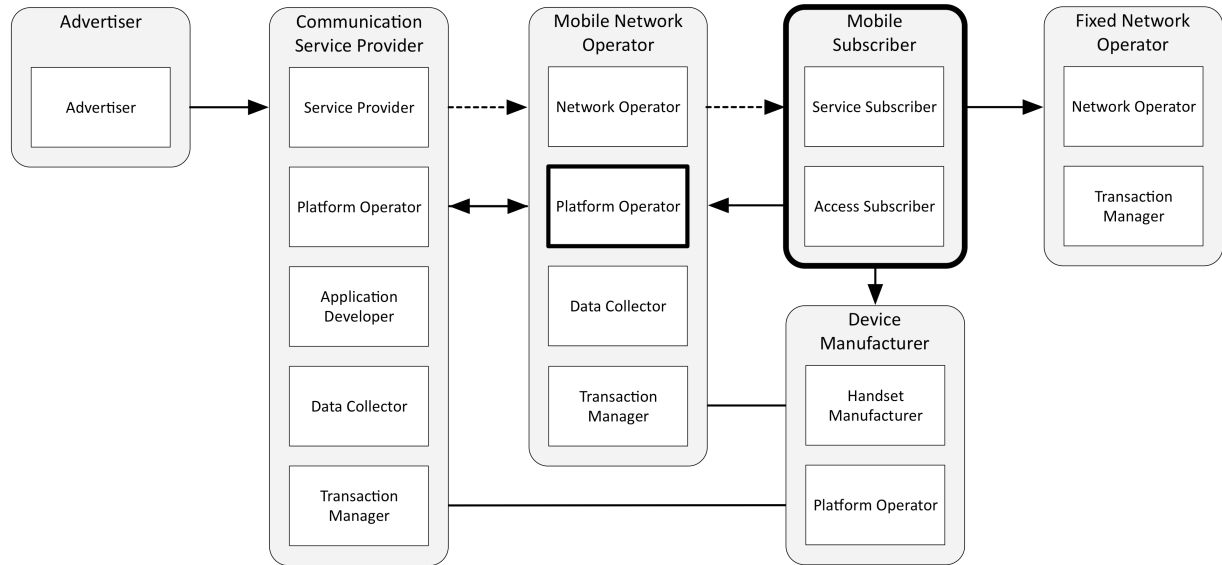 Advertiser
Advertiser
Communication
Service Provider
Service Provider
Platform Operator
Application
Developer
Data Collector
Transaction
Manager
Mobile Network
Operator
Network Operator
Platform Operator
Data Collector
Transaction
Manager
Mobile
Subscriber
Service Subscriber
Access Subscriber
Device
Manufacturer
Handset
Manufacturer
Platform Operator
Fixed Network
Operator
Network Operator
Transaction
Manager